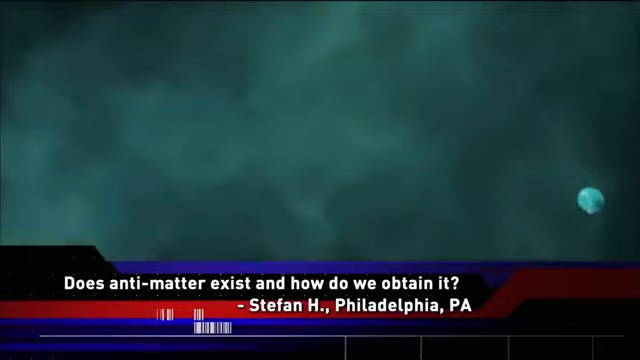 Does anti-matter exist and how do we obtain it?
- Stefan H., Philadelphia, PA